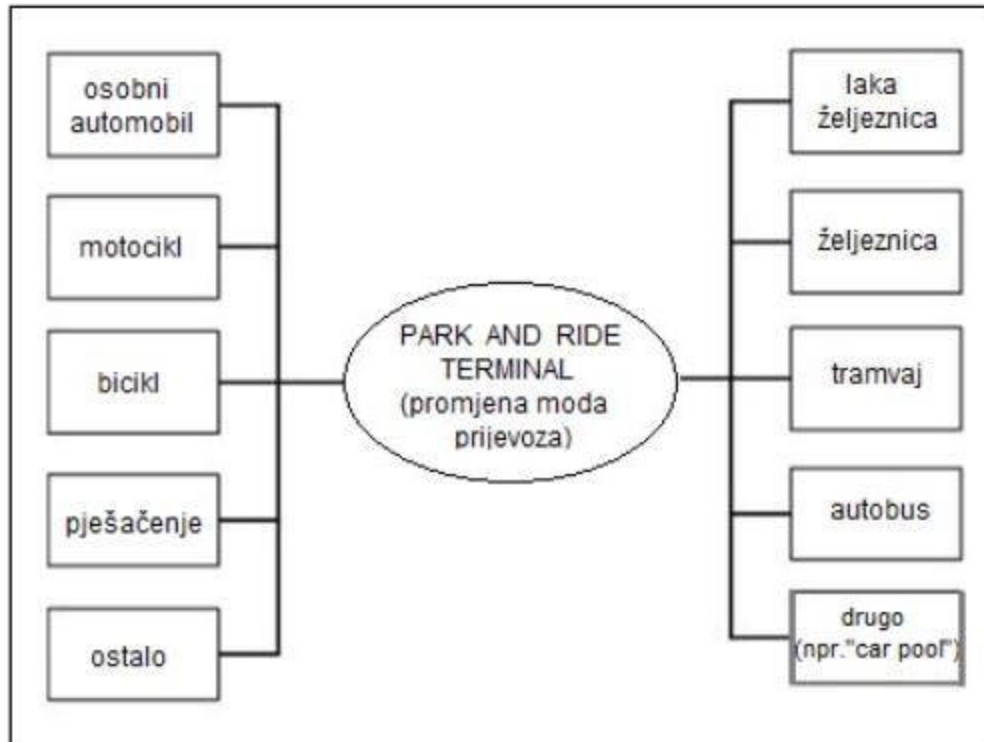 osobni
automobil
motocikl
bicikl
pješačenje
ostalo
PARK AND RIDE
TERMINAL
(promjena moda
prijevoza)
laka
željeznica
željeznica
tramvaj
autobus
drugo
(npr."car pool")